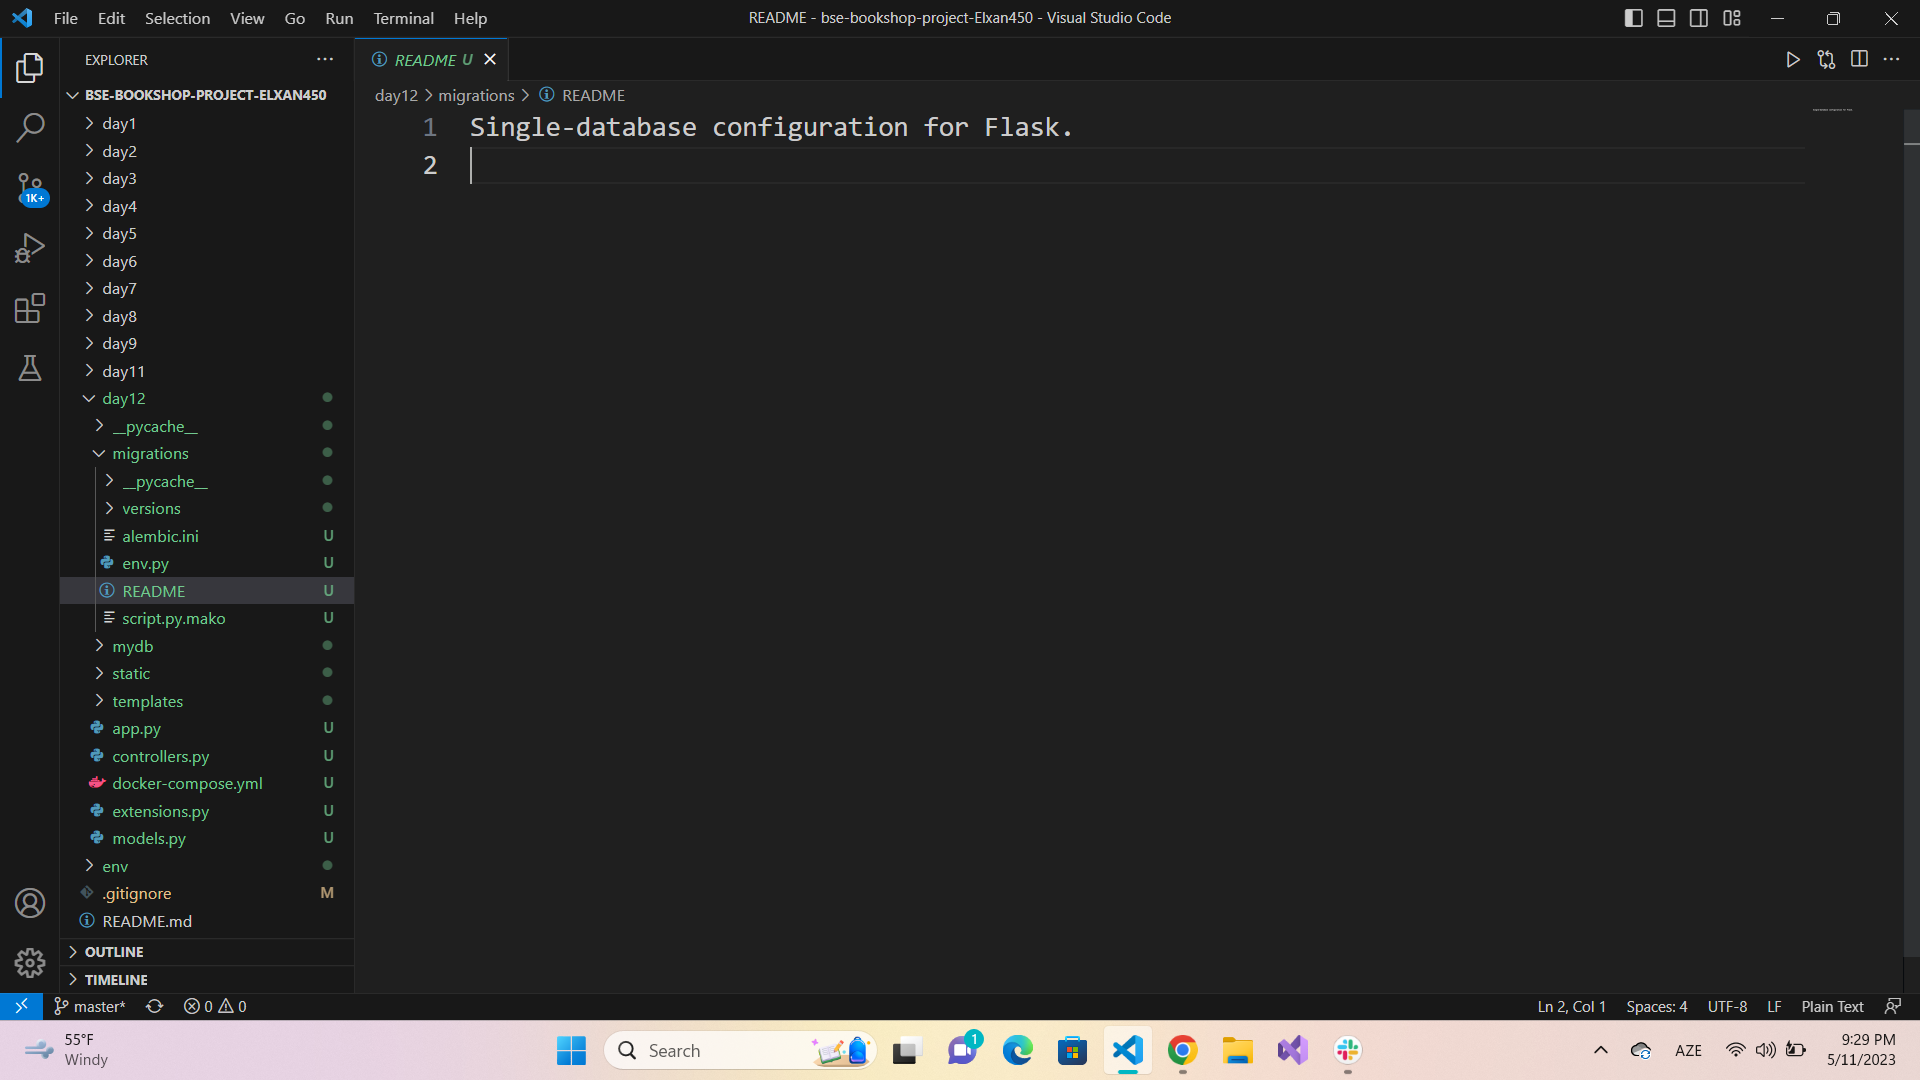 File Edit Selection View Go Run Terminal Help
README - bse-bookshop-project-Elxan450 - Visual Studio Code
EXPLORER
README U
BSE-BOOKSHOP-PROJECT-ELXAN450
day12 > migrations > README
day1
day2
day3
day4
day5
day6
day7
day8
day9
day11
day12
__pycache__
migrations
__pycache__
versions
alembic.ini U
env.py U
README U
script.py.mako U
mydb
static
templates
app.py U
controllers.py U
docker-compose.yml U
extensions.py U
models.py U
env
.gitignore M
README.md
OUTLINE
TIMELINE
1K+
1 Single-database configuration for Flask.
2
master* 0 0
Ln 2, Col 1 Spaces: 4 UTF-8 LF Plain Text
55°F
Windy
Search
1
AZE
9:29 PM
5/11/2023